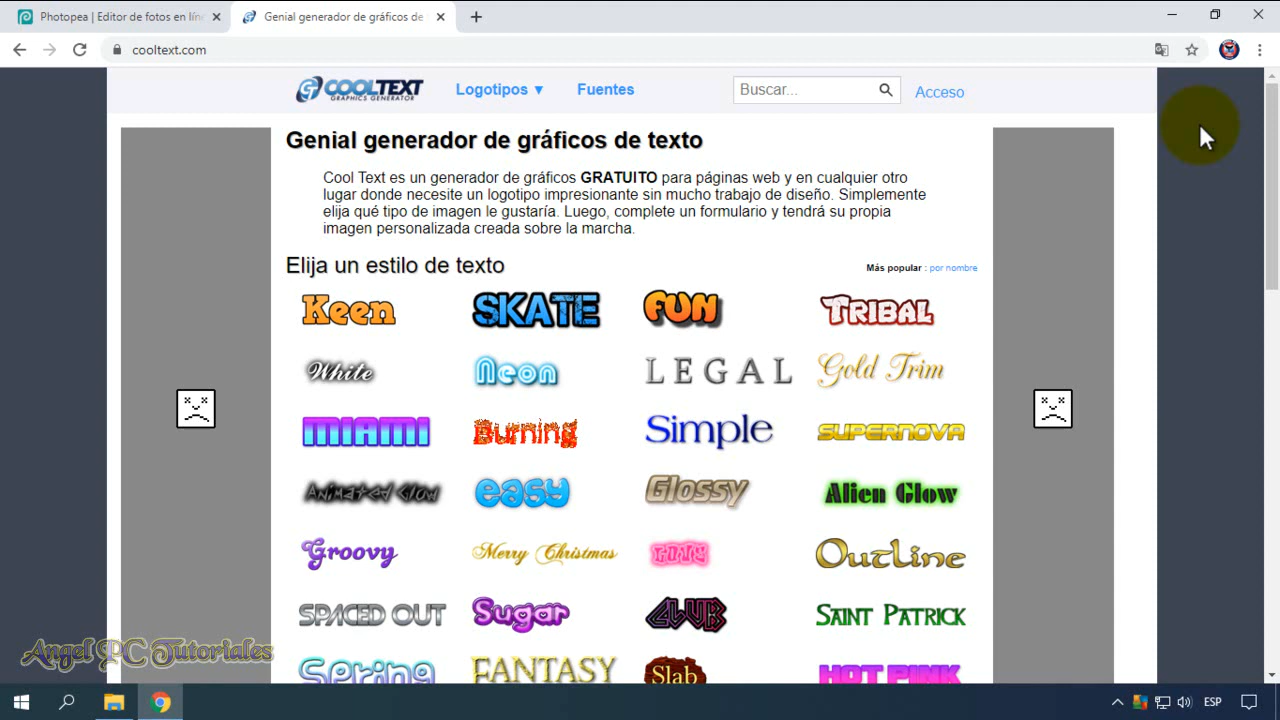 Photopea | Editor de fotos en lín
Genial generador de gráficos de
cooltext.com
COOLTEXT
GRAPHICS GENERATOR
Logotipos ▼
Fuentes
Buscar...
Acceso
Genial generador de gráficos de texto
Cool Text es un generador de gráficos GRATUITO para páginas web y en cualquier otro
lugar donde necesite un logotipo impresionante sin mucho trabajo de diseño. Simplemente
elija qué tipo de imagen le gustaría. Luego, complete un formulario y tendrá su propia
imagen personalizada creada sobre la marcha.
Elija un estilo de texto
Más popular : por nombre
Keen SKATE FUN TRIBAL
White Neon LEGAL Gold Trim
MIAMI Burning Simple SUPERNOVA
Animated Glow easy Glossy Alien Glow
Groovy Merry Christmas Outline
SPACED OUT Sugar CLUB SAINT PATRICK
Spring FANTASY Slab HOT PINK
Angel PC Tutoriales
ESP